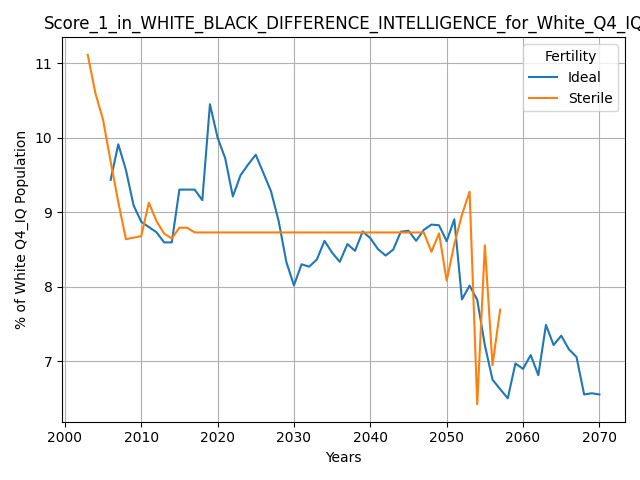 Score_1_in_WHITE_BLACK_DIFFERENCE_INTELLIGENCE_for_White_Q4_IQ
Fertility
Ideal
Sterile
11
10
9
8
7
% of White Q4_IQ Population
2000 2010 2020 2030 2040 2050 2060 2070
Years